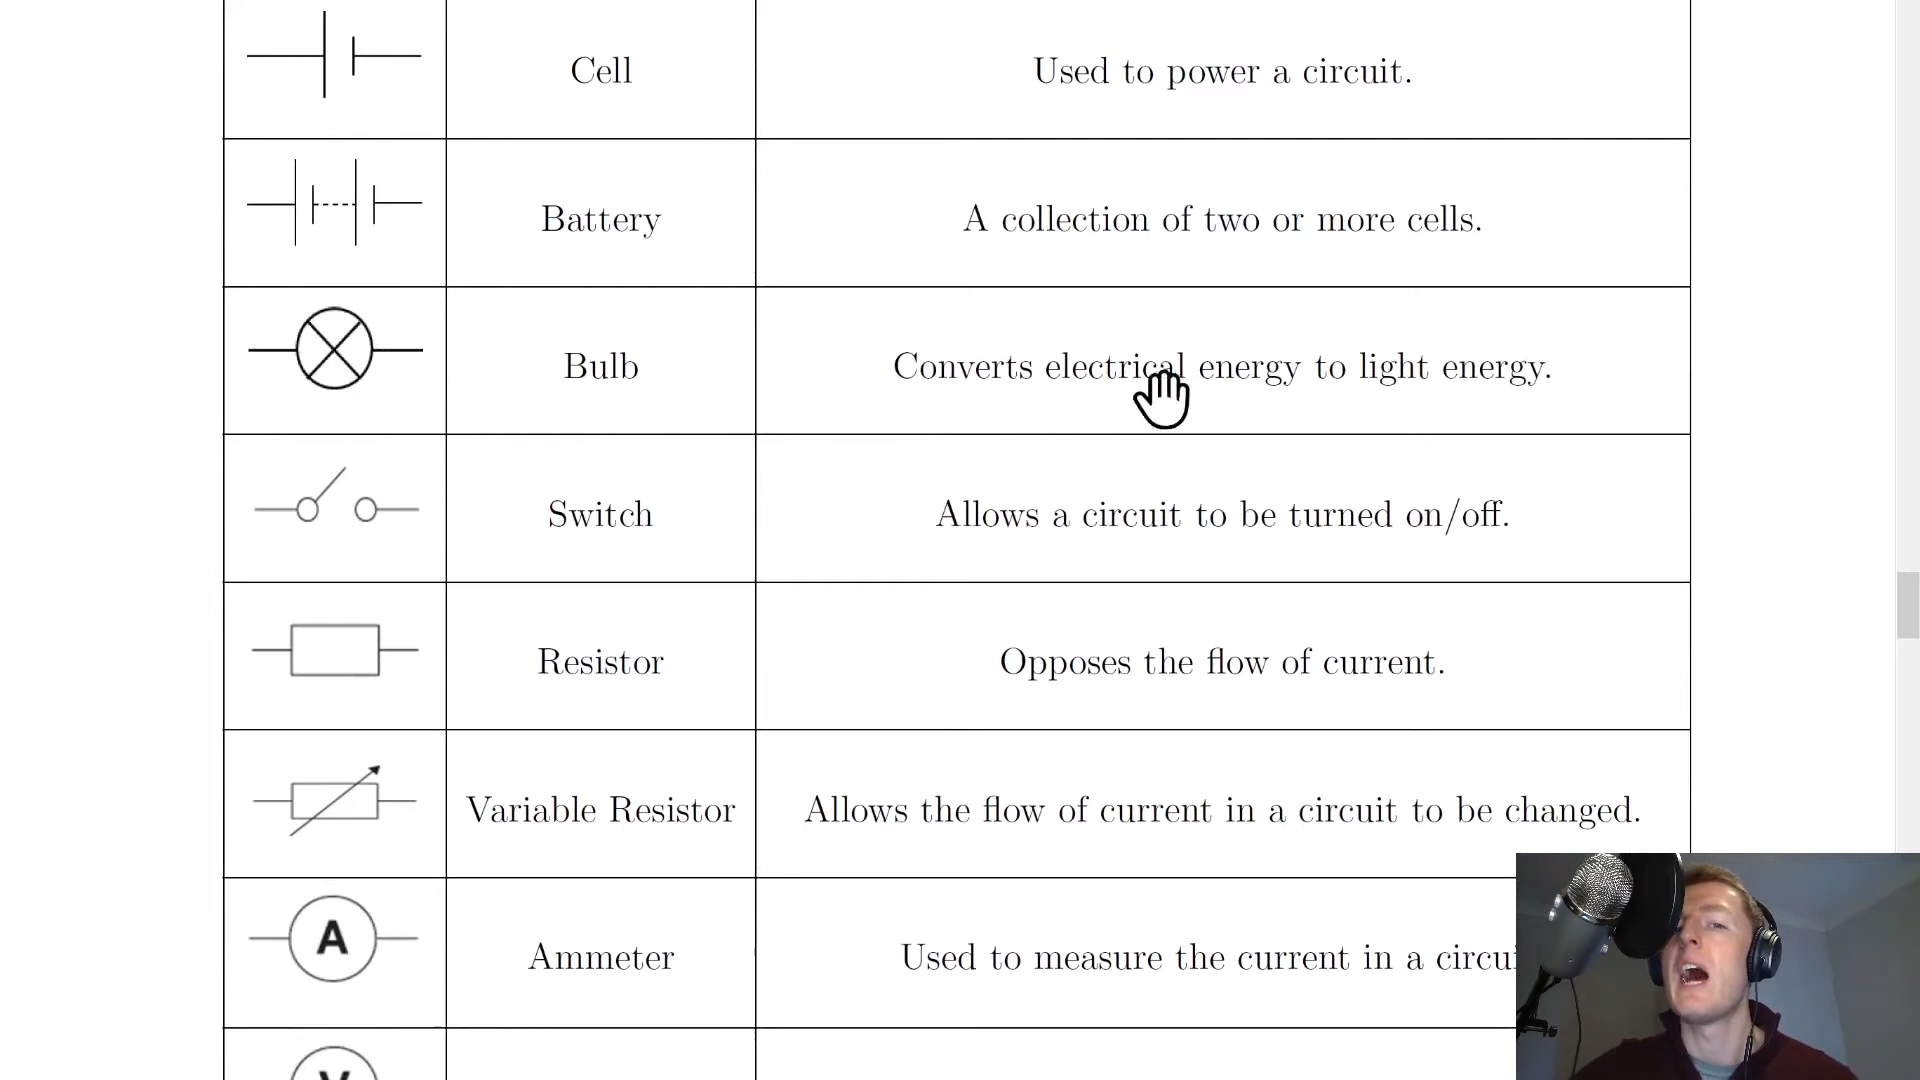 Cell
Used to power a circuit.
Battery
A collection of two or more cells.
Bulb
Converts electrical energy to light energy.
Switch
Allows a circuit to be turned on/off.
Resistor
Opposes the flow of current.
Variable Resistor
Allows the flow of current in a circuit to be changed.
A
Ammeter
Used to measure the current in a circui
V